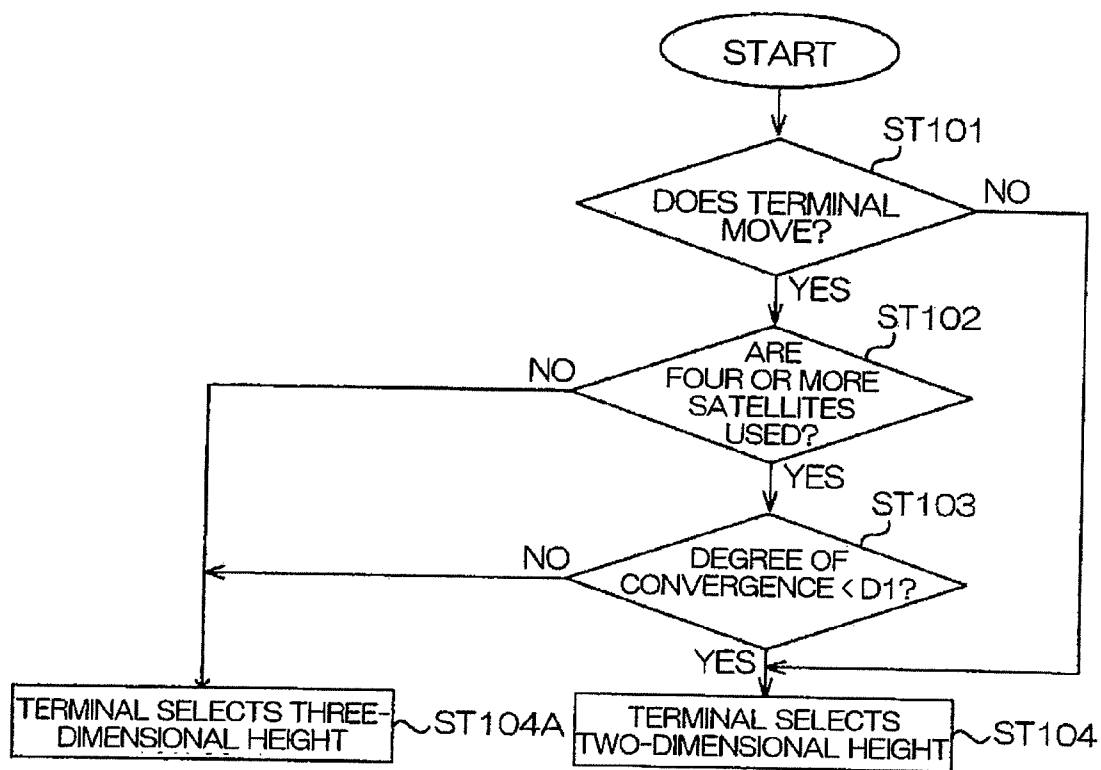 START
ST101
DOES TERMINAL
MOVE?
NO
YES
ST102
ARE
FOUR OR MORE
SATELLITES
USED?
NO
YES
ST103
DEGREE OF
CONVERGENCE < D1?
NO
YES
TERMINAL SELECTS THREE-
DIMENSIONAL HEIGHT
ST104A
TERMINAL SELECTS
TWO-DIMENSIONAL HEIGHT
ST104